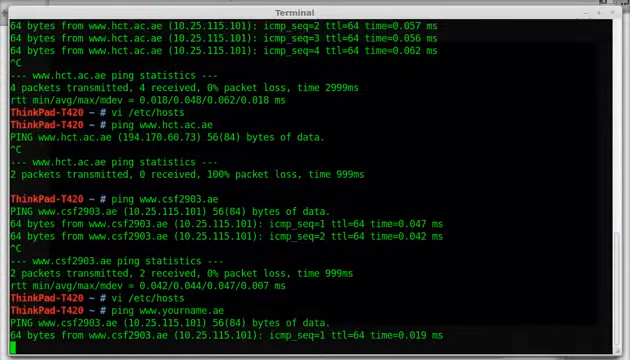 Terminal
64 bytes from www.hct.ac.ae (10.25.115.101): icmp_seq=2 ttl=64 time=0.057 ms
64 bytes from www.hct.ac.ae (10.25.115.101): icmp_seq=3 ttl=64 time=0.056 ms
64 bytes from www.hct.ac.ae (10.25.115.101): icmp_seq=4 ttl=64 time=0.062 ms
^C
--- www.hct.ac.ae ping statistics ---
4 packets transmitted, 4 received, 0% packet loss, time 2999ms
rtt min/avg/max/mdev = 0.018/0.048/0.062/0.018 ms
ThinkPad-T420 ~ # vi /etc/hosts
ThinkPad-T420 ~ # ping www.hct.ac.ae
PING www.hct.ac.ae (194.170.60.73) 56(84) bytes of data.
^C
--- www.hct.ac.ae ping statistics ---
2 packets transmitted, 0 received, 100% packet loss, time 999ms
ThinkPad-T420 ~ # ping www.csf2903.ae
PING www.csf2903.ae (10.25.115.101) 56(84) bytes of data.
64 bytes from www.csf2903.ae (10.25.115.101): icmp_seq=1 ttl=64 time=0.047 ms
64 bytes from www.csf2903.ae (10.25.115.101): icmp_seq=2 ttl=64 time=0.042 ms
^C
--- www.csf2903.ae ping statistics ---
2 packets transmitted, 2 received, 0% packet loss, time 999ms
rtt min/avg/max/mdev = 0.042/0.044/0.047/0.007 ms
ThinkPad-T420 ~ # vi /etc/hosts
ThinkPad-T420 ~ # ping www.yourname.ae
PING www.csf2903.ae (10.25.115.101) 56(84) bytes of data.
64 bytes from www.csf2903.ae (10.25.115.101): icmp_seq=1 ttl=64 time=0.019 ms